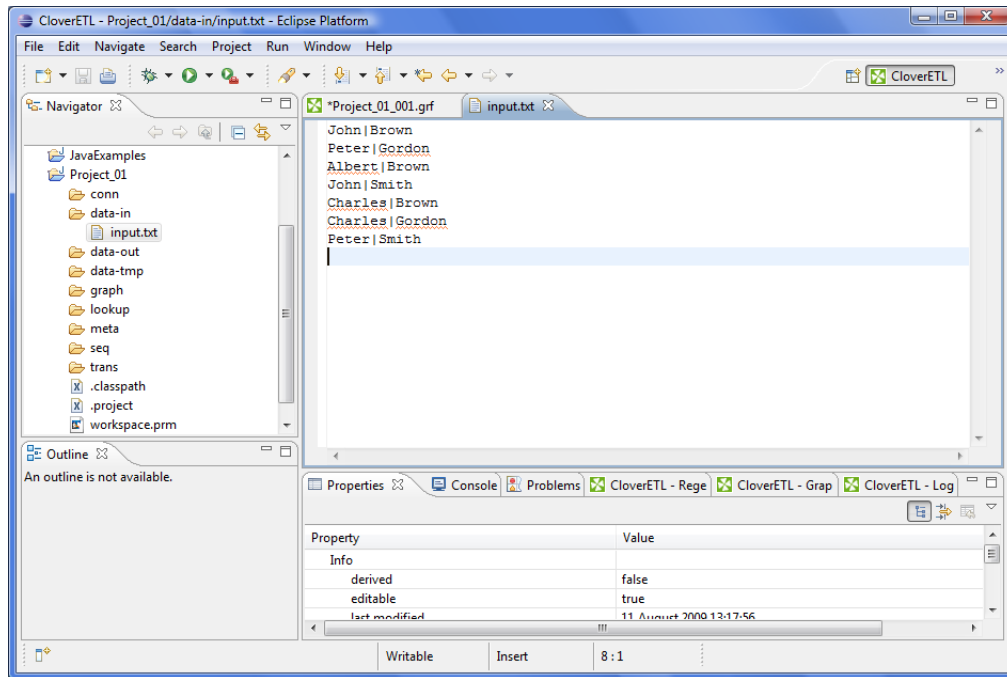 CloverETL - Project_01/data-in/input.txt - Eclipse Platform
File Edit Navigate Search Project Run Window Help
CloverETL
Navigator
*Project_01_001.grf input.txt
JavaExamples
Project_01
conn
data-in
input.txt
data-out
data-tmp
graph
lookup
meta
seq
trans
.classpath
.project
workspace.prm
John|Brown
Peter|Gordon
Albert|Brown
John|Smith
Charles|Brown
Charles|Gordon
Peter|Smith
Outline
An outline is not available.
Properties Console Problems CloverETL - Rege CloverETL - Grap CloverETL - Log
Property Value
Info
derived false
editable true
last modified 11 August 2009 13:17:56
Writable Insert 8:1